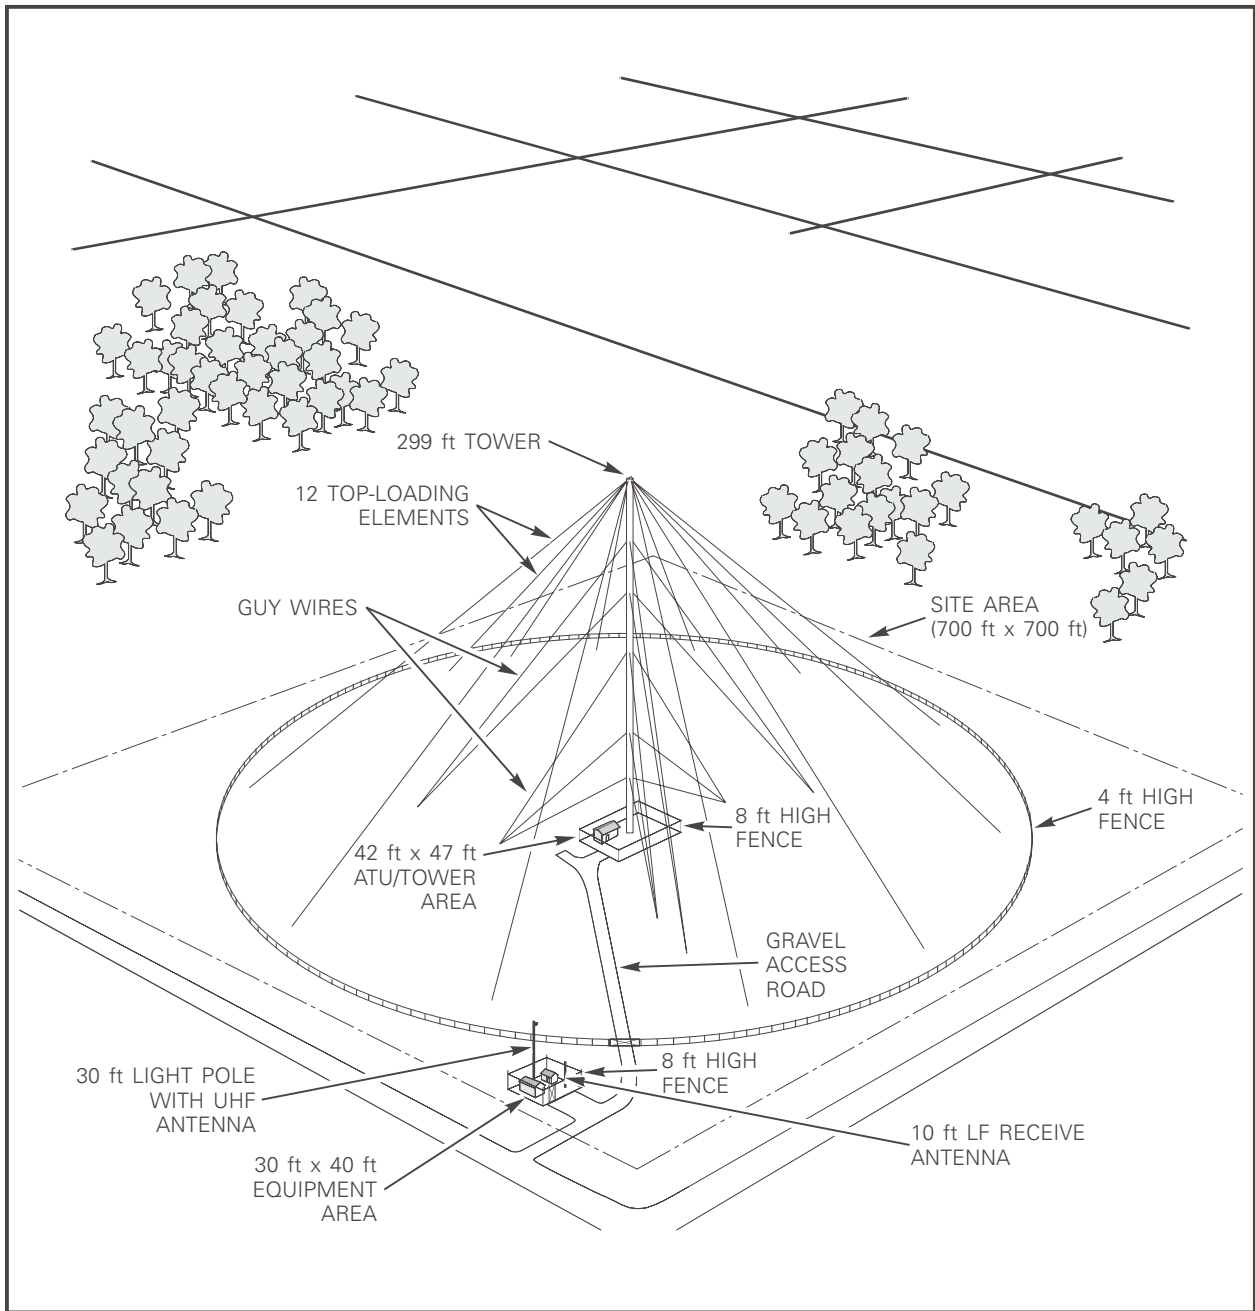 299 ft TOWER
12 TOP-LOADING
ELEMENTS
GUY WIRES
SITE AREA
(700 ft x 700 ft)
4 ft HIGH
FENCE
8 ft HIGH
FENCE
42 ft x 47 ft
ATU/TOWER
AREA
GRAVEL
ACCESS
ROAD
8 ft HIGH
FENCE
30 ft LIGHT POLE
WITH UHF
ANTENNA
10 ft LF RECEIVE
ANTENNA
30 ft x 40 ft
EQUIPMENT
AREA